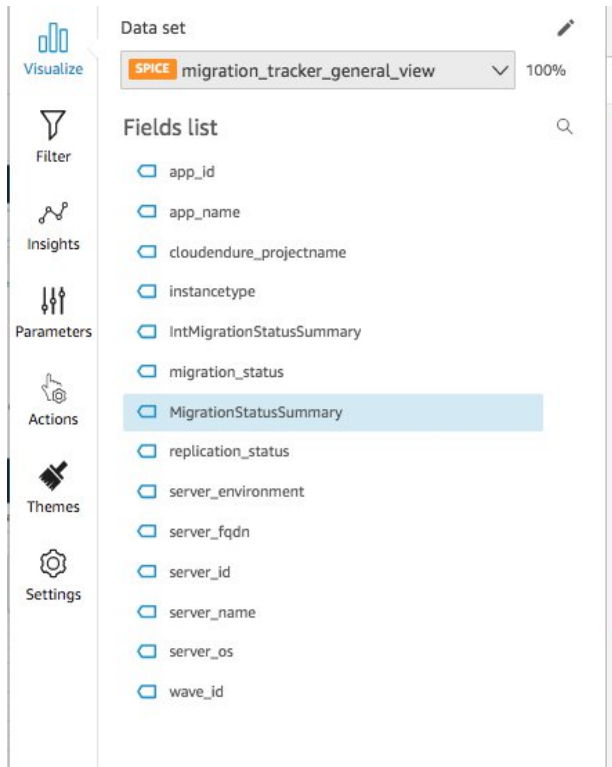 Data set
Visualize
SPICE migration_tracker_general_view 100%
Fields list
Filter
app_id
app_name
Insights
cloudendure_projectname
instancetype
Parameters
IntMigrationStatusSummary
migration_status
Actions
MigrationStatusSummary
replication_status
server_environment
Themes
server_fqdn
server_id
Settings
server_name
server_os
wave_id